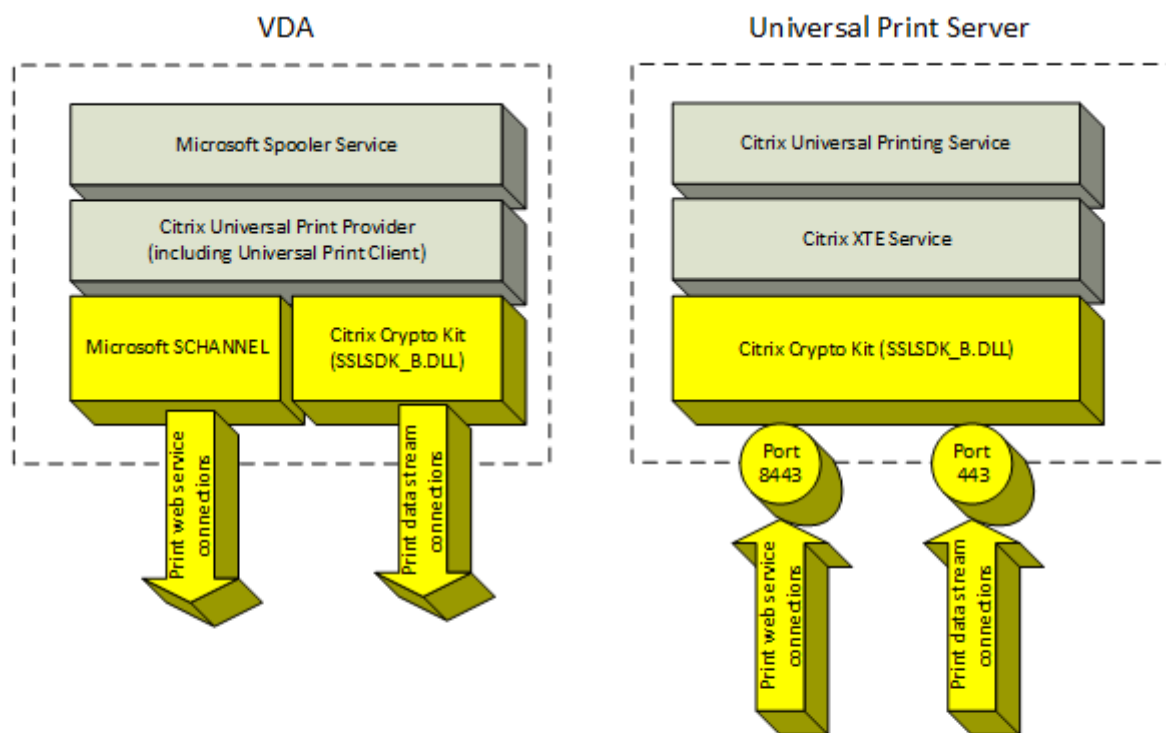 VDA
Microsoft Spooler Service
Citrix Universal Print Provider
(including Universal Print Client)
Microsoft SCHANNEL
Citrix Crypto Kit
(SSLSDK_B.DLL)
Print web service
connections
Print data stream
connections
Universal Print Server
Citrix Universal Printing Service
Citrix XTE Service
Citrix Crypto Kit (SSLSDK_B.DLL)
Port
8443
Port
443
Print web service
connections
Print data stream
connections